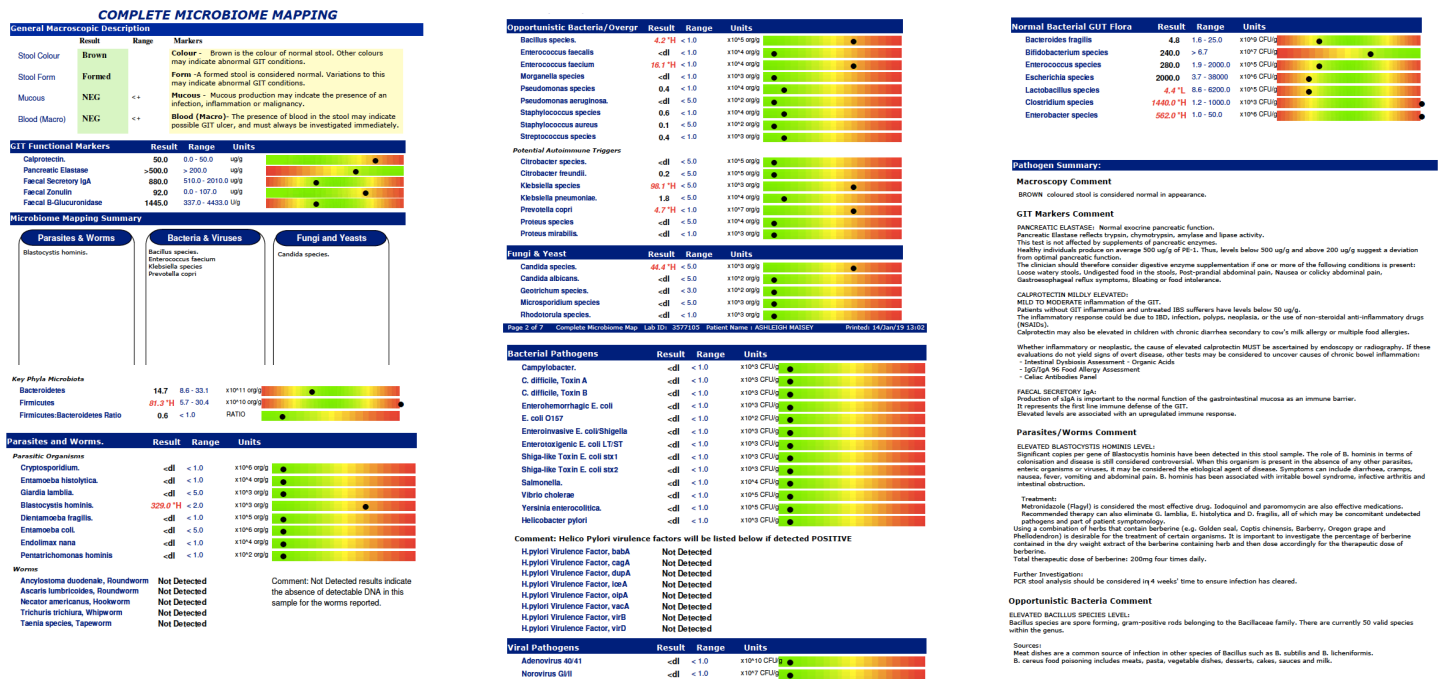 COMPLETE MICROBIOME MAPPING
General Macroscopic Description
Result Range Markers
Stool Colour Brown Colour - Brown is the colour of normal stool. Other colours
may indicate abnormal GIT conditions.
Stool Form Formed Form -A formed stool is considered normal. Variations to this
may indicate abnormal GIT conditions.
Mucous NEG <+ Mucous - Mucous production may indcate the presence of an
infection, inflammation or malignancy.
Blood (Macro) NEG <+ Blood (Macro)- The presence of blood in the stool may indicate
possible GIT ulcer, and must always be investigated immediately.
GIT Functional Markers Result Range Units
Calprotectin. 50.0 0.0 - 50.0 ug/g
Pancreatic Elastase >500.0 > 200.0 ug/g
Faecal Secretory IgA 880.0 510.0 - 2010.0 ug/g
Faecal Zonulin 92.0 0.0 - 107.0 ug/g
Faecal B-Glucuronidase 1445.0 337.0 - 4433.0 U/g
Microbiome Mapping Summary
Parasites & Worms
Blastocystis hominis.
Bacteria & Viruses
Bacillus species.
Enterococcus faecium
Klebsiella species
Prevotella copri
Fungi and Yeasts
Candida species.
Key Phyla Microbiota
Bacteroidetes 14.7 8.6 - 33.1 x10^11 org/g
Firmicutes 81.3 *H 5.7 - 30.4 x10^10 org/g
Firmicutes:Bacteroidetes Ratio 0.6 < 1.0 RATIO
Parasites and Worms. Result Range Units
Parasitic Organisms
Cryptosporidium. <dl < 1.0 x10^6 org/g
Entamoeba histolytica. <dl < 1.0 x10^4 org/g
Giardia lamblia. <dl < 5.0 x10^3 org/g
Blastocystis hominis. 329.0 *H < 2.0 x10^3 org/g
Dientamoeba fragilis. <dl < 1.0 x10^5 org/g
Entamoeba coli. <dl < 5.0 x10^6 org/g
Endolimax nana <dl < 1.0 x10^4 org/g
Pentatrichomonas hominis <dl < 1.0 x10^2 org/g
Worms
Ancylostoma duodenale, Roundworm Not Detected
Ascaris lumbricoides, Roundworm Not Detected
Necator americanus, Hookworm Not Detected
Trichuris trichiura, Whipworm Not Detected
Taenia species, Tapeworm Not Detected
Comment: Not Detected results indicate
the absence of detectable DNA in this
sample for the worms reported.
Opportunistic Bacteria/Overgr Result Range Units
Bacillus species. 4.2 *H < 1.0 x10^5 org/g
Enterococcus faecalis <dl < 1.0 x10^4 org/g
Enterococcus faecium 16.1 *H < 1.0 x10^4 org/g
Morganella species <dl < 1.0 x10^3 org/g
Pseudomonas species 0.4 < 1.0 x10^4 org/g
Pseudomonas aeruginosa. <dl < 5.0 x10^2 org/g
Staphylococcus species 0.6 < 1.0 x10^4 org/g
Staphylococcus aureus 0.1 < 5.0 x10^2 org/g
Streptococcus species 0.4 < 1.0 x10^3 org/g
Potential Autoimmune Triggers
Citrobacter species. <dl < 5.0 x10^5 org/g
Citrobacter freundii. 0.2 < 5.0 x10^5 org/g
Klebsiella species 98.1 *H < 5.0 x10^3 org/g
Klebsiella pneumoniae. 1.8 < 5.0 x10^4 org/g
Prevotella copri 4.7 *H < 1.0 x10^7 org/g
Proteus species <dl < 5.0 x10^4 org/g
Proteus mirabilis. <dl < 5.0 x10^3 org/g
Fungi & Yeast Result Range Units
Candida species. 44.4 *H < 5.0 x10^3 org/g
Candida albicans. <dl < 5.0 x10^2 org/g
Geotrichum species. <dl < 3.0 x10^2 org/g
Microsporidium species <dl < 5.0 x10^3 org/g
Rhodotorula species. <dl < 1.0 x10^3 org/g
Page 2 of 7 Complete Microbiome Map Lab ID: 3577105 Patient Name : ASHLEIGH MAISEY Printed: 14/Jan/19 13:02
Bacterial Pathogens Result Range Units
Campylobacter. <dl < 1.0 x10^3 CFU/g
C. difficile, Toxin A <dl < 1.0 x10^3 CFU/g
C. difficile, Toxin B <dl < 1.0 x10^3 CFU/g
Enterohemorrhagic E. coli <dl < 1.0 x10^3 CFU/g
E. coli O157 <dl < 1.0 x10^3 CFU/g
Enteroinvasive E. coli/Shigella <dl < 1.0 x10^3 CFU/g
Enterotoxigenic E. coli LT/ST <dl < 1.0 x10^3 CFU/g
Shiga-like Toxin E. coli stx1 <dl < 1.0 x10^3 CFU/g
Shiga-like Toxin E. coli stx2 <dl < 1.0 x10^3 CFU/g
Salmonella. <dl < 1.0 x10^4 CFU/g
Vibrio cholerae <dl < 1.0 x10^5 CFU/g
Yersinia enterocolitica. <dl < 1.0 x10^5 CFU/g
Helicobacter pylori <dl < 1.0 x10^3 CFU/g
Comment: Helico Pylori virulence factors will be listed below if detected POSITIVE
H.pylori Virulence Factor, babA Not Detected
H.pylori Virulence Factor, cagA Not Detected
H.pylori Virulence Factor, dupA Not Detected
H.pylori Virulence Factor, iceA Not Detected
H.pylori Virulence Factor, oipA Not Detected
H.pylori Virulence Factor, vacA Not Detected
H.pylori Virulence Factor, virB Not Detected
H.pylori Virulence Factor, virD Not Detected
Viral Pathogens Result Range Units
Adenovirus 40/41 <dl < 1.0 x10^10 CFU/g
Norovirus GI/II <dl < 1.0 x10^7 CFU/g
Normal Bacterial GUT Flora Result Range Units
Bacteroides fragilis 4.8 1.6 - 25.0 x10^9 CFU/g
Bifidobacterium species 240.0 > 6.7 x10^7 CFU/g
Enterococcus species 280.0 1.9 - 2000.0 x10^5 CFU/g
Escherichia species 2000.0 3.7 - 38000 x10^6 CFU/g
Lactobacillus species 4.4 *L 8.6 - 6200.0 x10^5 CFU/g
Clostridium species 1440.0 *H 1.2 - 1000.0 x10^3 CFU/g
Enterobacter species 562.0 *H 1.0 - 50.0 x10^6 CFU/g
Pathogen Summary:
Macroscopy Comment
BROWN coloured stool is considered normal in appearance.
GIT Markers Comment
PANCREATIC ELASTASE: Normal exocrine pancreatic function.
Pancreatic Elastase reflects trypsin, chymotrypsin, amylase and lipase activity.
This test is not affected by supplements of pancreatic enzymes.
Healthy individuals produce on average 500 ug/g of PE-1. Thus, levels below 500 ug/g and above 200 ug/g suggest a deviation
from optimal pancreatic function.
The clinician should therefore consider digestive enzyme supplementation if one or more of the following conditions is present:
Loose watery stools, Undigested food in the stools, Post-prandial abdominal pain, Nausea or colicky abdominal pain,
Gastroesophageal reflux symptoms, Bloating or food intolerance.
CALPROTECTIN MILDLY ELEVATED:
MILD TO MODERATE inflammation of the GIT.
Patients without GIT inflammation and untreated IBS sufferers have levels below 50 ug/g.
The inflammatory response could be due to IBD, infection, polyps, neoplasia, or the use of non-steroidal anti-inflammatory drugs
(NSAIDs).
Calprotectin may also be elevated in children with chronic diarrhea secondary to cow's milk allergy or multiple food allergies.
Whether inflammatory or neoplastic, the cause of elevated calprotectin MUST be ascertained by endoscopy or radiography. If these
evaluations do not yield signs of overt disease, other tests may be considered to uncover causes of chronic bowel inflammation:
- Intestinal Dysbiosis Assessment - Organic Acids
- IgG/IgA 96 Food Allergy Assessment
- Celiac Antibodies Panel
FAECAL SECRETORY IgA:
Production of sIgA is important to the normal function of the gastrointestinal mucosa as an immune barrier.
It represents the first line immune defense of the GIT.
Elevated levels are associated with an upregulated immune response.
Parasites/Worms Comment
ELEVATED BLASTOCYSTIS HOMINIS LEVEL:
Significant copies per gene of Blastocystis hominis have been detected in this stool sample. The role of B. hominis in terms of
colonisation and disease is still considered controversial. When this organism is present in the absence of any other parasites,
enteric organisms or viruses, it may be considered the etiological agent of disease. Symptoms can include diarrhoea, cramps,
nausea, fever, vomiting and abdominal pain. B. hominis has been associated with irritable bowel syndrome, infective arthritis and
intestinal obstruction.
Treatment:
Metronidazole (Flagyl) is considered the most effective drug. Iodoquinol and paromomycin are also effective medications.
Recommended therapy can also eliminate G. lamblia, E. histolytica and D. fragilis, all of which may be concomitant undetected
pathogens and part of patient symptomology.
Using a combination of herbs that contain berberine (e.g. Golden seal, Coptis chinensis, Barberry, Oregon grape and
Phellodendron) is desirable for the treatment of certain organisms. It is important to investigate the percentage of berberine
contained in the dry weight extract of the berberine containing herb and then dose accordingly for the therapeutic dose of
berberine.
Total therapeutic dose of berberine: 200mg four times daily.
Further Investigation:
PCR stool analysis should be considered in 4 weeks' time to ensure infection has cleared.
Opportunistic Bacteria Comment
ELEVATED BACILLUS SPECIES LEVEL:
Bacillus species are spore forming, gram-positive rods belonging to the Bacillaceae family. There are currently 50 valid species
within the genus.
Sources:
Meat dishes are a common source of infection in other species of Bacillus such as B. subtilis and B. licheniformis.
B. cereus food poisoning includes meats, pasta, vegetable dishes, desserts, cakes, sauces and milk.